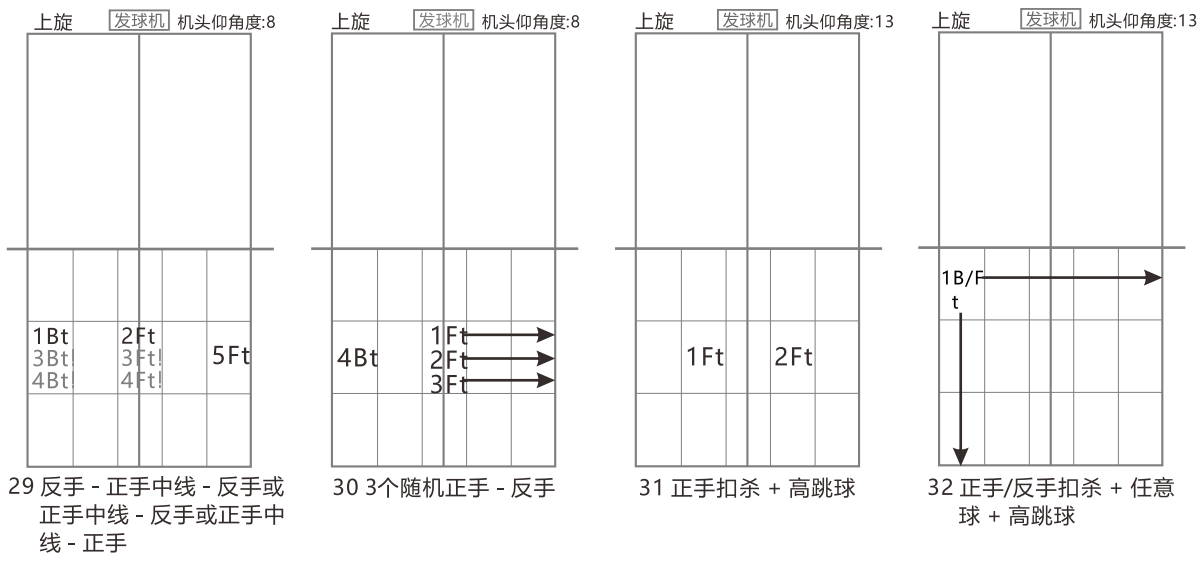 上旋 发球机 机头仰角度:8
1Bt 2Ft
3Bt! 3Ft! 5Ft
4Bt! 4Ft!
29 反手 - 正手中线 - 反手或
正手中线 - 反手或正手中
线 - 正手
上旋 发球机 机头仰角度:8
1Ft
4Bt 2Ft
3Ft
30 3个随机正手 - 反手
上旋 发球机 机头仰角度:13
1Ft 2Ft
31 正手扣杀 + 高跳球
上旋 发球机 机头仰角度:13
1B/F
t
32 正手/反手扣杀 + 任意
球 + 高跳球